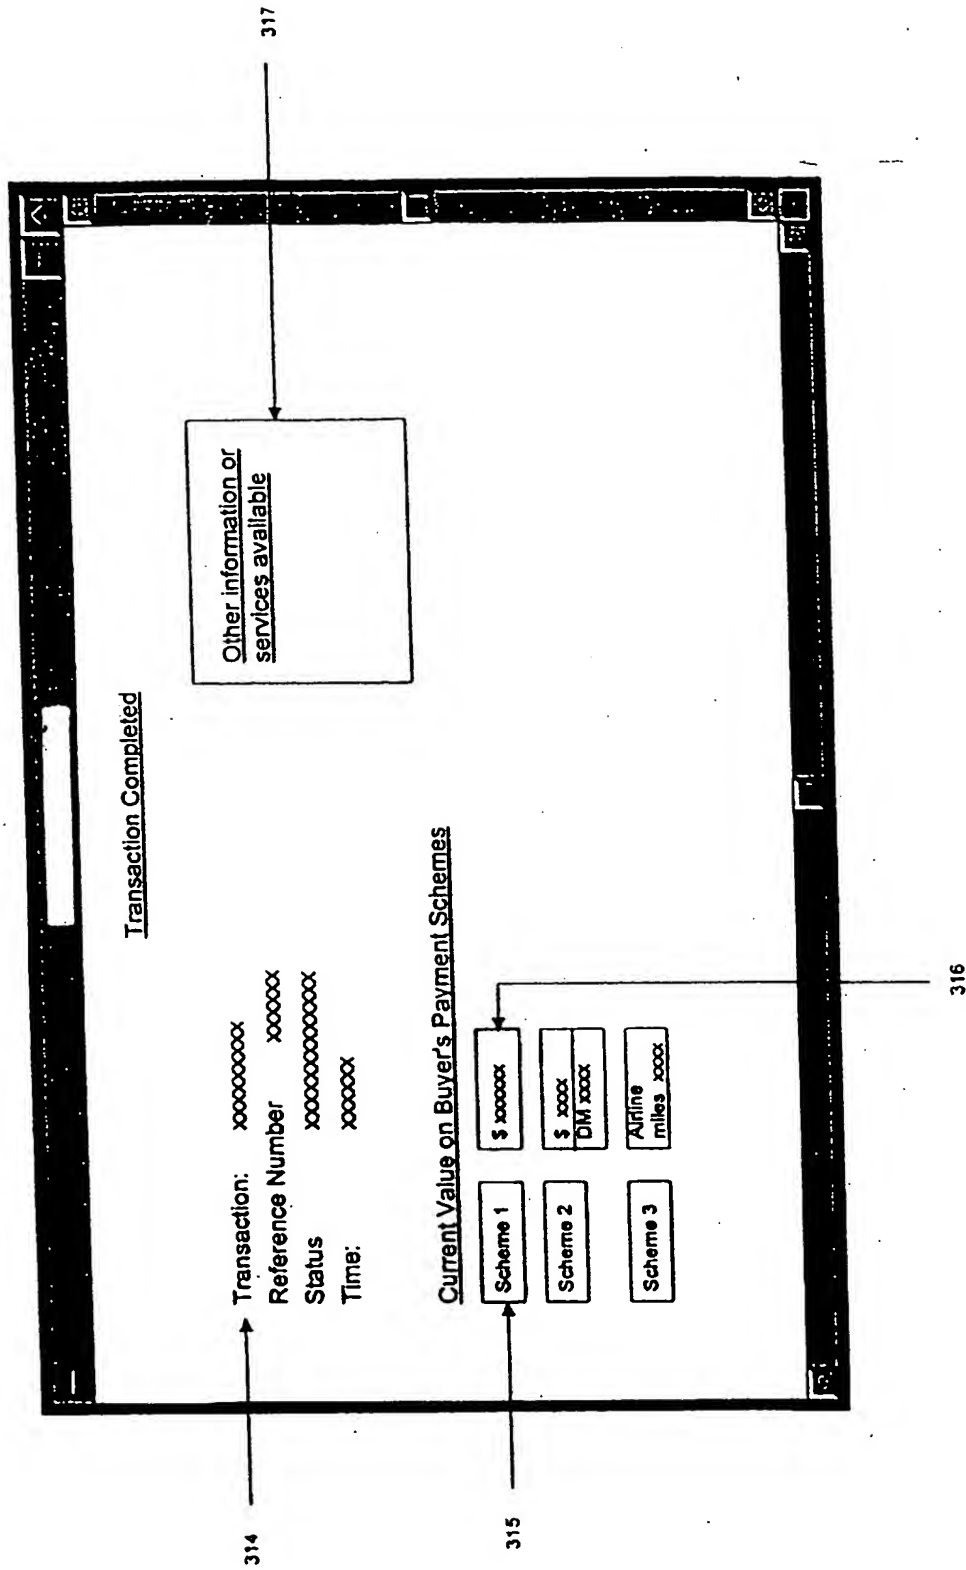 317
Transaction Completed
Other information or
services available
314
Transaction: xxxxxxxxx
Reference Number xxxxxx
Status xxxxxxxxxxxx
Time: xxxxxx
Current Value on Buyer's Payment Schemes
315
Scheme 1
$ xxxxxx
316
Scheme 2
$ xxxx
DM xxxx
Scheme 3
Airline
miles xxxx